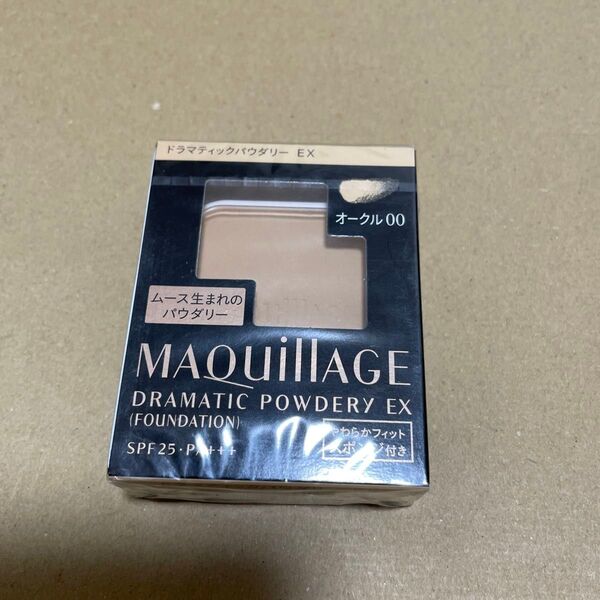 ドラマティックパウダリー EX
オークル 00
ムース生まれの
パウダリー
MAQuillAGE
DRAMATIC POWDERY EX
(FOUNDATION)
SPF25・PA+++
やわらかフィット
スポンジ付き